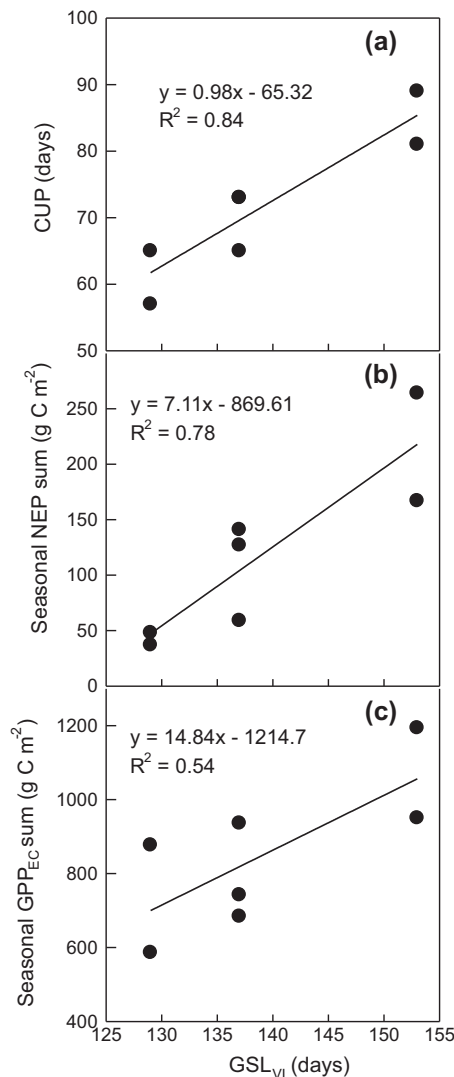 (a)
100
y = 0.98x - 65.32
R² = 0.84
90
80
70
60
50
CUP (days)
(b)
y = 7.11x - 869.61
R² = 0.78
250
200
150
100
50
0
Seasonal NEP sum (g C m⁻²)
(c)
y = 14.84x - 1214.7
R² = 0.54
1200
1000
800
600
400
Seasonal GPP_EC sum (g C m⁻²)
125 130 135 140 145 150 155
GSL_VI (days)